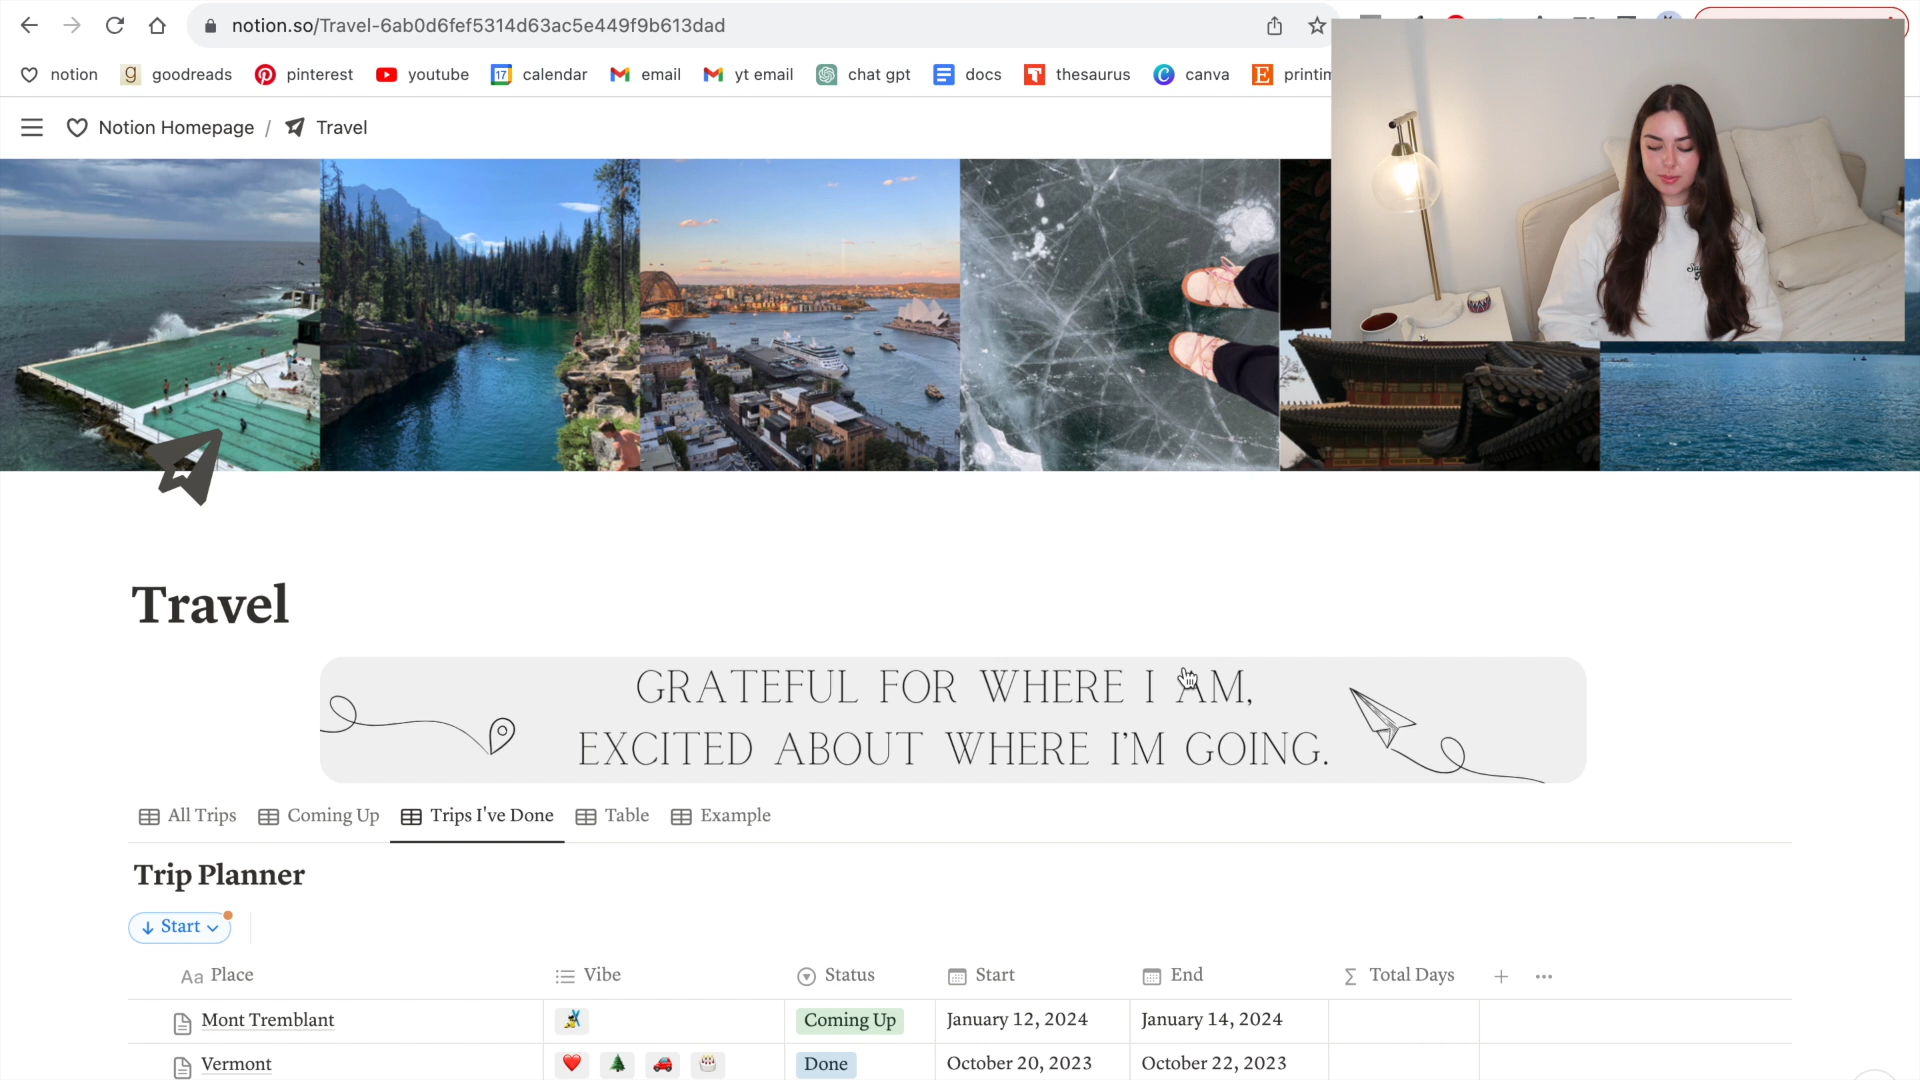 notion.so/Travel-6ab0d6fef5314d63ac5e449f9b613dad
notion goodreads pinterest youtube 17 calendar email yt email chat gpt docs thesaurus canva
Notion Homepage / Travel
Travel
GRATEFUL FOR WHERE I AM,
EXCITED ABOUT WHERE I'M GOING.
All Trips Coming Up Trips I've Done Table Example
Trip Planner
Start
Aa Place Vibe Status Start End Σ Total Days
Mont Tremblant Coming Up January 12, 2024 January 14, 2024
Vermont Done October 20, 2023 October 22, 2023